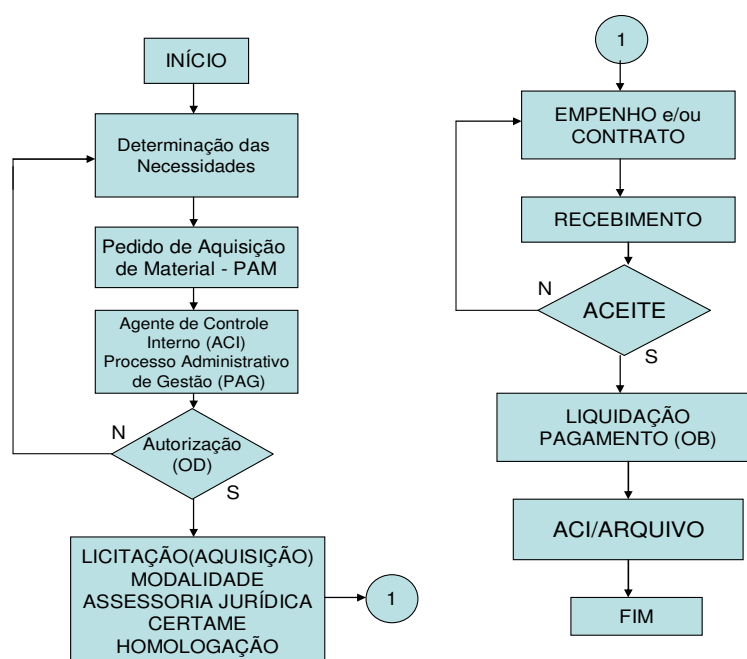 INÍCIO
Determinação das
Necessidades
Pedido de Aquisição
de Material - PAM
Agente de Controle
Interno (ACI)
Processo Administrativo
de Gestão (PAG)
N
Autorização
(OD)
S
LICITAÇÃO(AQUISIÇÃO)
MODALIDADE
ASSESSORIA JURÍDICA
CERTAME
HOMOLOGAÇÃO
1
1
EMPENHO e/ou
CONTRATO
RECEBIMENTO
N
ACEITE
S
LIQUIDAÇÃO
PAGAMENTO (OB)
ACI/ARQUIVO
FIM